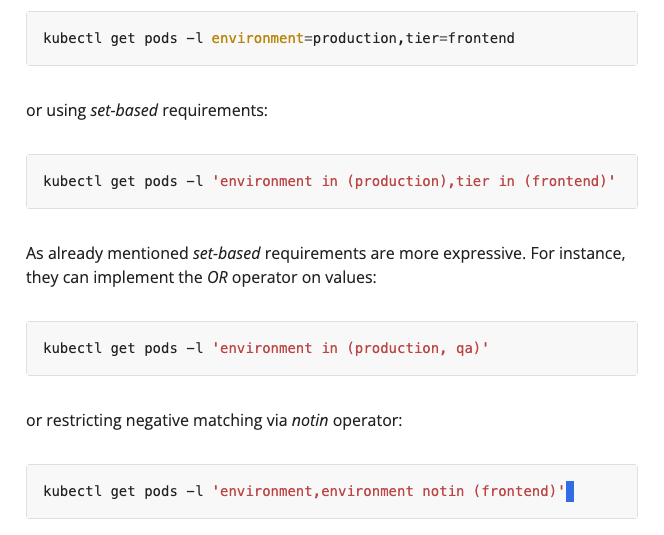 kubectl get pods -l environment=production,tier=frontend
or using set-based requirements:
kubectl get pods -l 'environment in (production),tier in (frontend)'
As already mentioned set-based requirements are more expressive. For instance,
they can implement the OR operator on values:
kubectl get pods -l 'environment in (production, qa)'
or restricting negative matching via notin operator:
kubectl get pods -l 'environment,environment notin (frontend)'